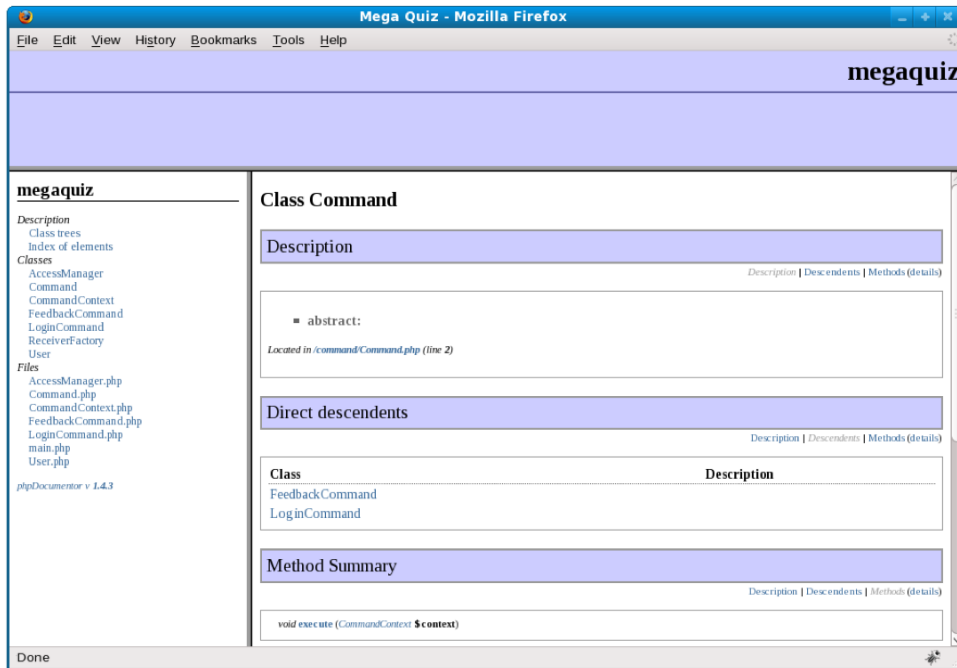 Mega Quiz - Mozilla Firefox
File Edit View History Bookmarks Tools Help
megaquiz
megaquiz
Description
Class trees
Index of elements
Classes
AccessManager
Command
CommandContext
FeedbackCommand
LoginCommand
ReceiverFactory
User
Files
AccessManager.php
Command.php
CommandContext.php
FeedbackCommand.php
LoginCommand.php
main.php
User.php
phpDocumentor v 1.4.3
Class Command
Description
Description | Descendents | Methods (details)
abstract:
Located in /command/Command.php (line 2)
Direct descendents
Description | Descendents | Methods (details)
Class Description
FeedbackCommand
LoginCommand
Method Summary
Description | Descendents | Methods (details)
void execute (CommandContext $context)
Done